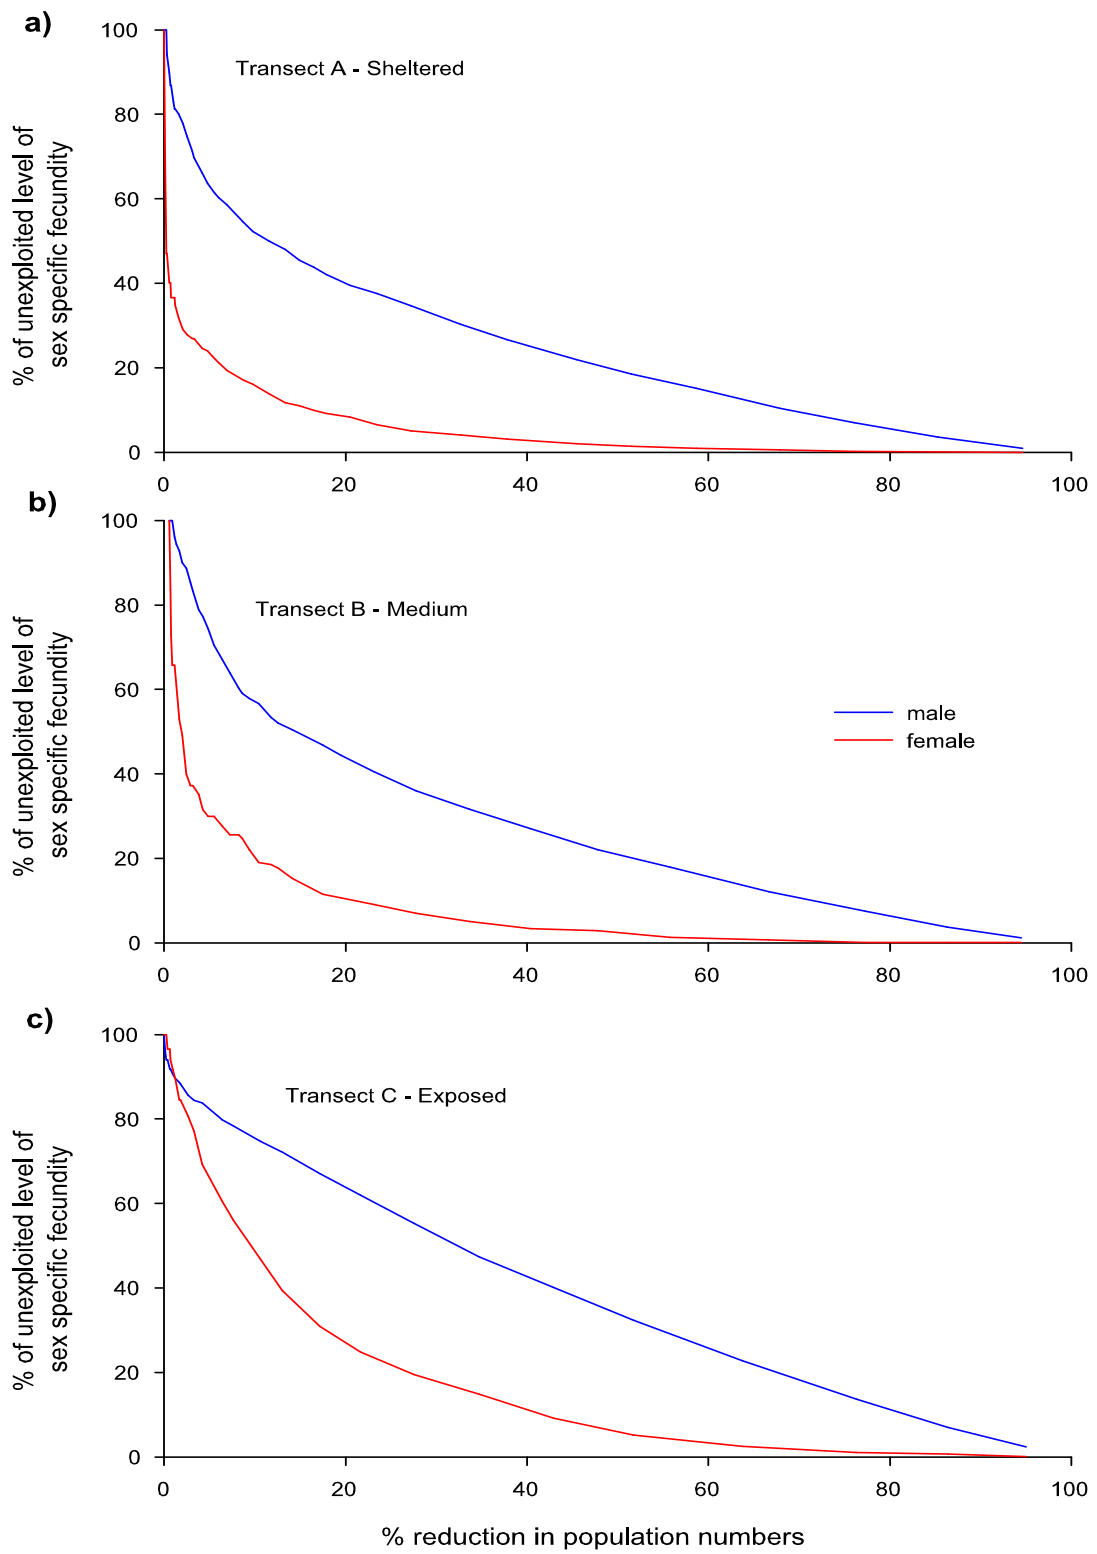 a)
Transect A - Sheltered
% of unexploited level of
sex specific fecundity
100
80
60
40
20
0
0 20 40 60 80 100
b)
Transect B - Medium
% of unexploited level of
sex specific fecundity
100
80
60
40
20
0
male
female
0 20 40 60 80 100
c)
Transect C - Exposed
% of unexploited level of
sex specific fecundity
100
80
60
40
20
0
0 20 40 60 80 100
% reduction in population numbers